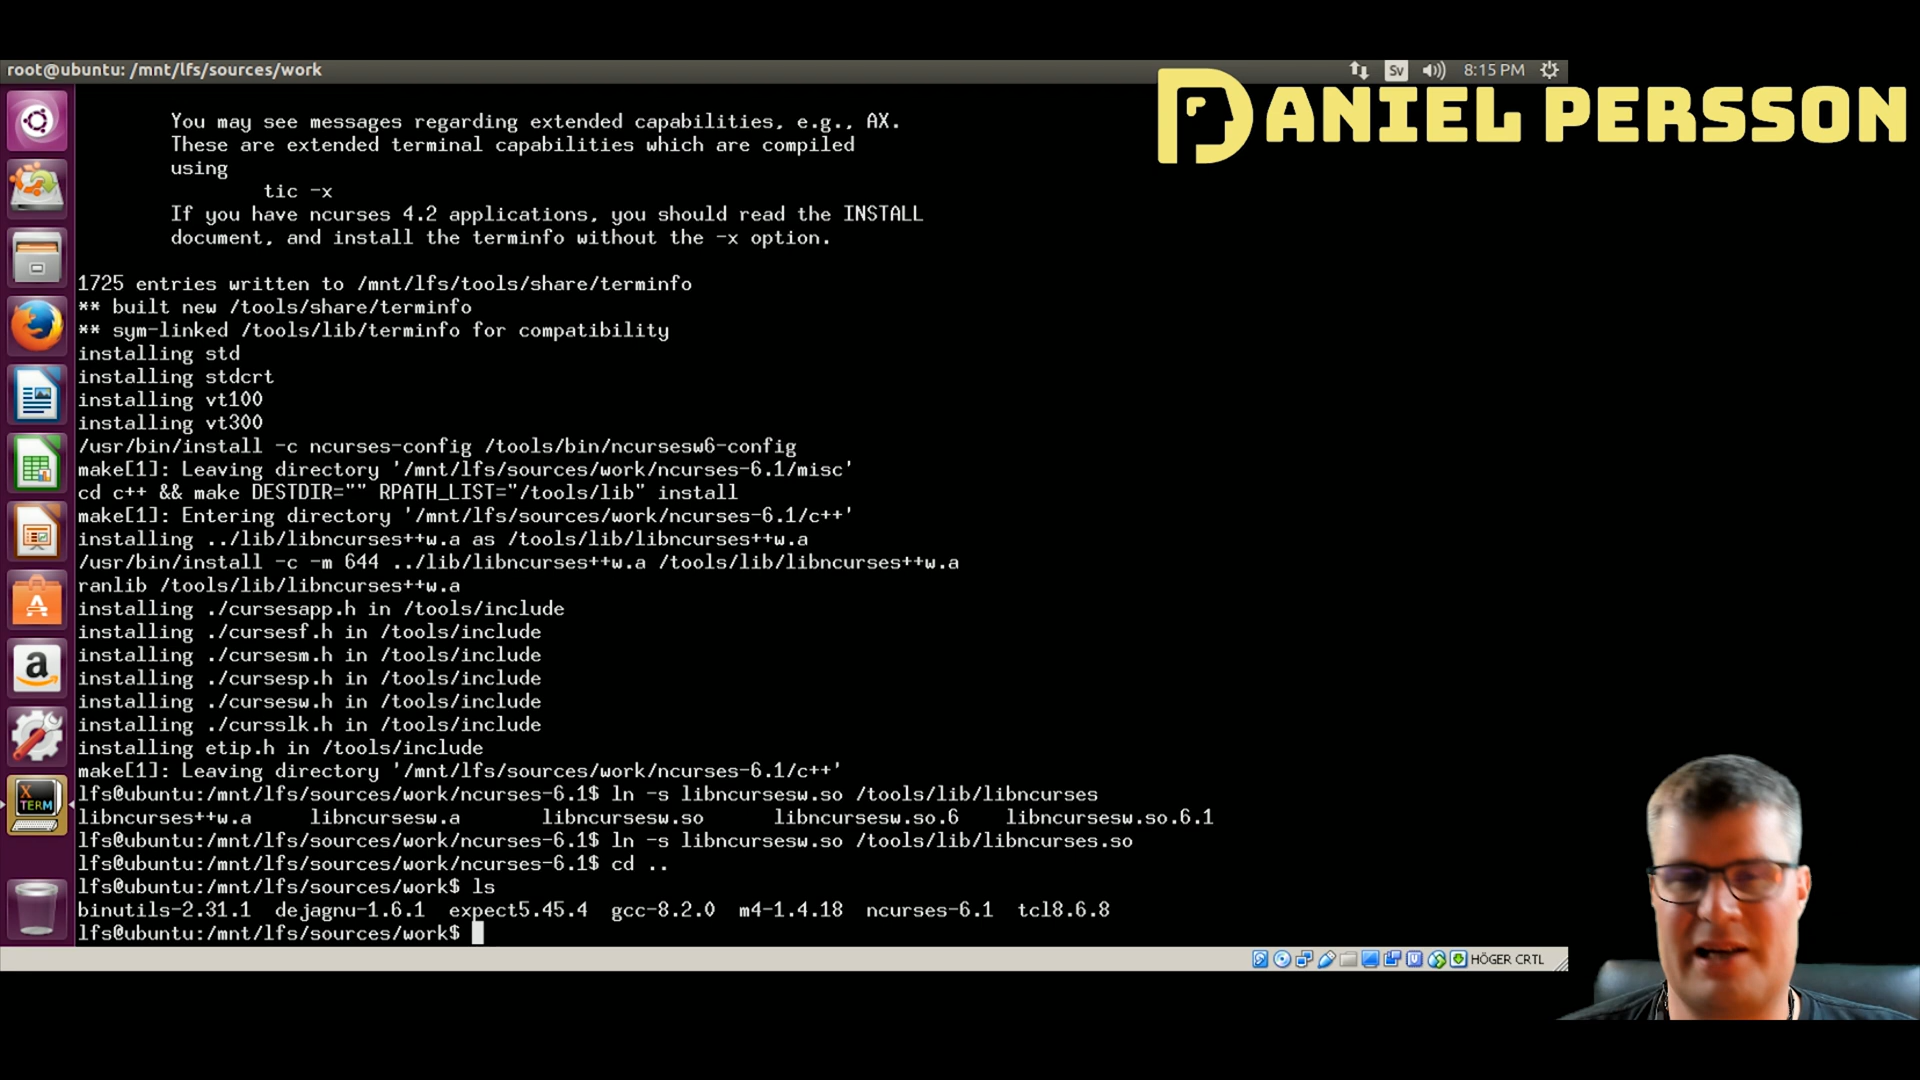 root@ubuntu: /mnt/lfs/sources/work
Sv
8:15 PM
DANIEL PERSSON
You may see messages regarding extended capabilities, e.g., AX.
These are extended terminal capabilities which are compiled
using
tic -x
If you have ncurses 4.2 applications, you should read the INSTALL
document, and install the terminfo without the -x option.
1725 entries written to /mnt/lfs/tools/share/terminfo
** built new /tools/share/terminfo
** sym-linked /tools/lib/terminfo for compatibility
installing std
installing stdcrt
installing vt100
installing vt300
/usr/bin/install -c ncurses-config /tools/bin/ncursesw6-config
make[1]: Leaving directory '/mnt/lfs/sources/work/ncurses-6.1/misc'
cd c++ && make DESTDIR="" RPATH_LIST="/tools/lib" install
make[1]: Entering directory '/mnt/lfs/sources/work/ncurses-6.1/c++'
installing ../lib/libncurses++w.a as /tools/lib/libncurses++w.a
/usr/bin/install -c -m 644 ../lib/libncurses++w.a /tools/lib/libncurses++w.a
ranlib /tools/lib/libncurses++w.a
installing ./cursesapp.h in /tools/include
installing ./cursesf.h in /tools/include
installing ./cursesm.h in /tools/include
installing ./cursesp.h in /tools/include
installing ./cursesw.h in /tools/include
installing ./cursslk.h in /tools/include
installing etip.h in /tools/include
make[1]: Leaving directory '/mnt/lfs/sources/work/ncurses-6.1/c++'
lfs@ubuntu:/mnt/lfs/sources/work/ncurses-6.1$ ln -s libncursesw.so /tools/lib/libncurses
libncurses++w.a libncursesw.a libncursesw.so libncursesw.so.6 libncursesw.so.6.1
lfs@ubuntu:/mnt/lfs/sources/work/ncurses-6.1$ ln -s libncursesw.so /tools/lib/libncurses.so
lfs@ubuntu:/mnt/lfs/sources/work/ncurses-6.1$ cd ..
lfs@ubuntu:/mnt/lfs/sources/work$ ls
binutils-2.31.1 dejagnu-1.6.1 expect5.45.4 gcc-8.2.0 m4-1.4.18 ncurses-6.1 tcl8.6.8
lfs@ubuntu:/mnt/lfs/sources/work$
X
TERM
HÖGER CRTL